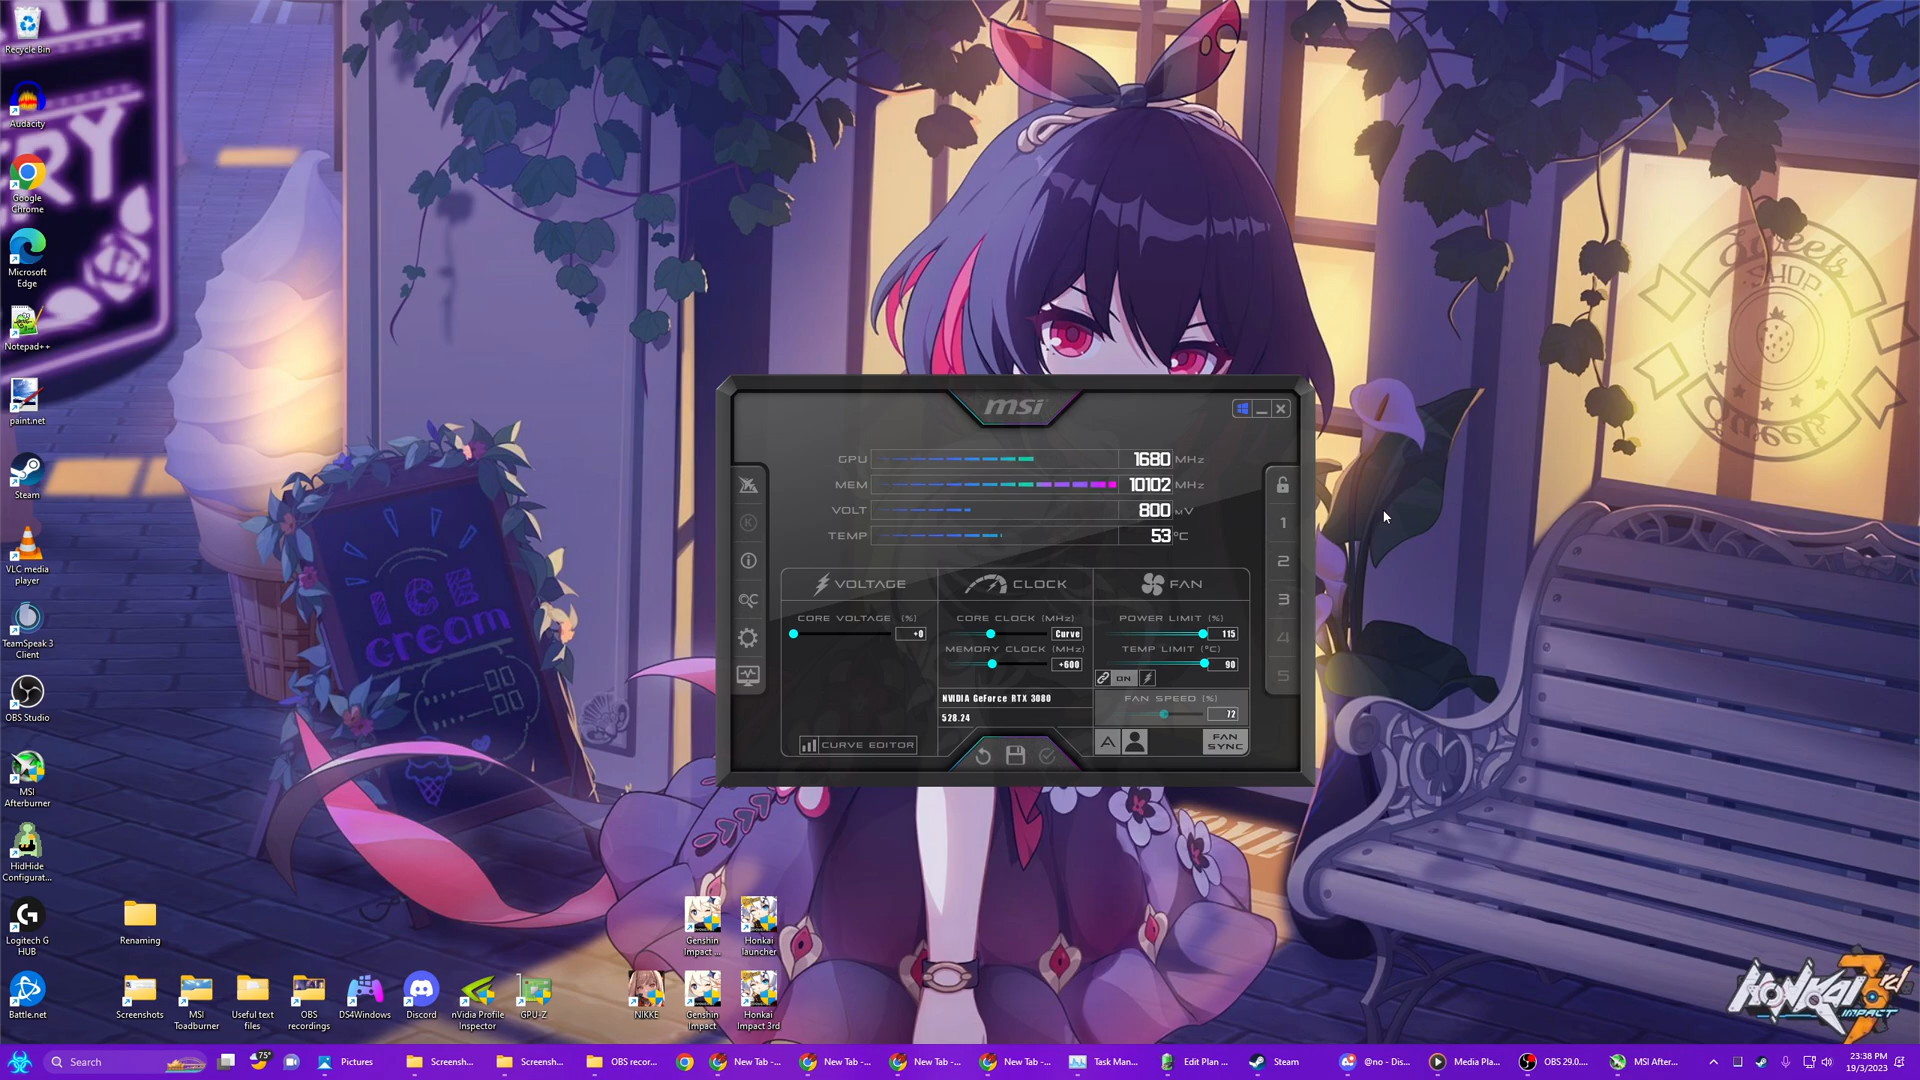 Recycle Bin
Audacity
Google
Chrome
Microsoft
Edge
Notepad++
paint.net
Steam
VLC media
player
TeamSpeak 3
Client
OBS Studio
MSI
Afterburner
HidHide
Configurat...
Logitech G
HUB
Battle.net
Renaming
Screenshots
MSI
Toadburner
Useful text
files
OBS
recordings
DS4Windows
Discord
nVidia Profile
Inspector
GPU-Z
Genshin
Impact ...
Honkai
launcher
NIKKE
Genshin
Impact
Honkai
Impact 3rd
RY
ICE
cream
Sweets
SHOP
Sweets
msi
GPU 1680 MHz
MEM 10102 MHz
VOLT 800 mV
TEMP 53 °C
VOLTAGE
CORE VOLTAGE (%)
+0
CURVE EDITOR
CLOCK
CORE CLOCK (MHz)
Curve
MEMORY CLOCK (MHz)
+600
NVIDIA GeForce RTX 3080
528.24
FAN
POWER LIMIT (%)
115
TEMP LIMIT (°C)
90
ON
FAN SPEED (%)
72
A
FAN
SYNC
K
i
OC
1
2
3
4
5
HONKAI 3rd
IMPACT
Search
75°
Pictures
Screensh...
Screensh...
OBS recor...
New Tab -...
New Tab -...
New Tab -...
New Tab -...
Task Man...
Edit Plan ...
Steam
@no - Dis...
Media Pla...
OBS 29.0....
MSI After...
23:38 PM
19/3/2023